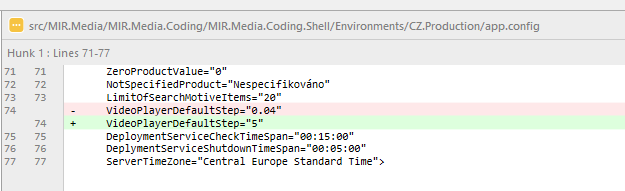 src/MIR.Media/MIR.Media.Coding/MIR.Media.Coding.Shell/Environments/CZ.Production/app.config
Hunk 1 : Lines 71-77
71 71 ZeroProductValue="0"
72 72 NotSpecifiedProduct="Nespecifikováno"
73 73 LimitOfSearchMotiveItems="20"
74 - VideoPlayerDefaultStep="0.04"
74 + VideoPlayerDefaultStep="5"
75 75 DeploymentServiceCheckTimeSpan="00:15:00"
76 76 DeplymentServiceShutdownTimeSpan="00:05:00"
77 77 ServerTimeZone="Central Europe Standard Time">